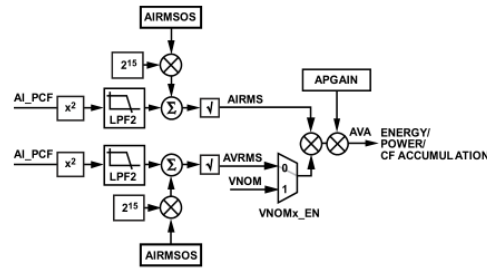 AIRMSOS
2¹⁵
APGAIN
AI_PCF
x²
LPF2
Σ
√
AIRMS
AVA
ENERGY/
POWER/
CF ACCUMULATION
AI_PCF
x²
LPF2
Σ
√
AVRMS
0
VNOM
1
2¹⁵
VNOMx_EN
AIRMSOS